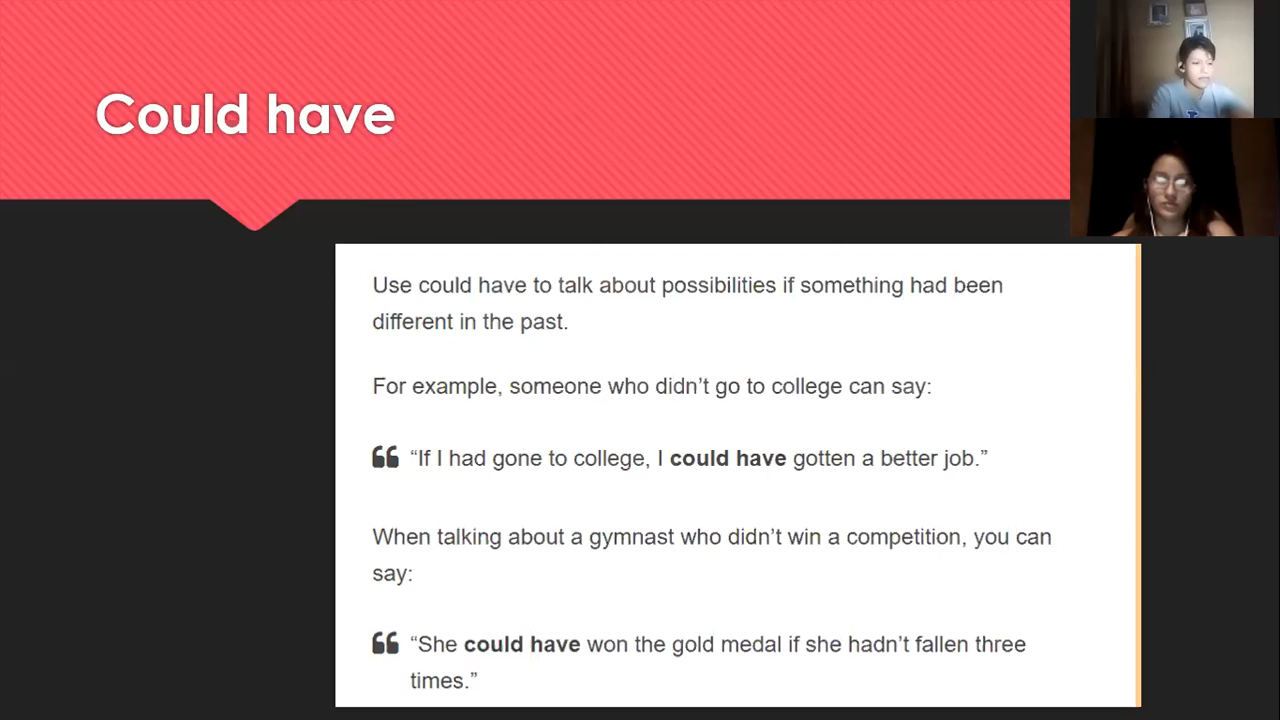 Could have
Use could have to talk about possibilities if something had been
different in the past.
For example, someone who didn’t go to college can say:
“If I had gone to college, I could have gotten a better job.”
When talking about a gymnast who didn’t win a competition, you can
say:
“She could have won the gold medal if she hadn’t fallen three
times.”